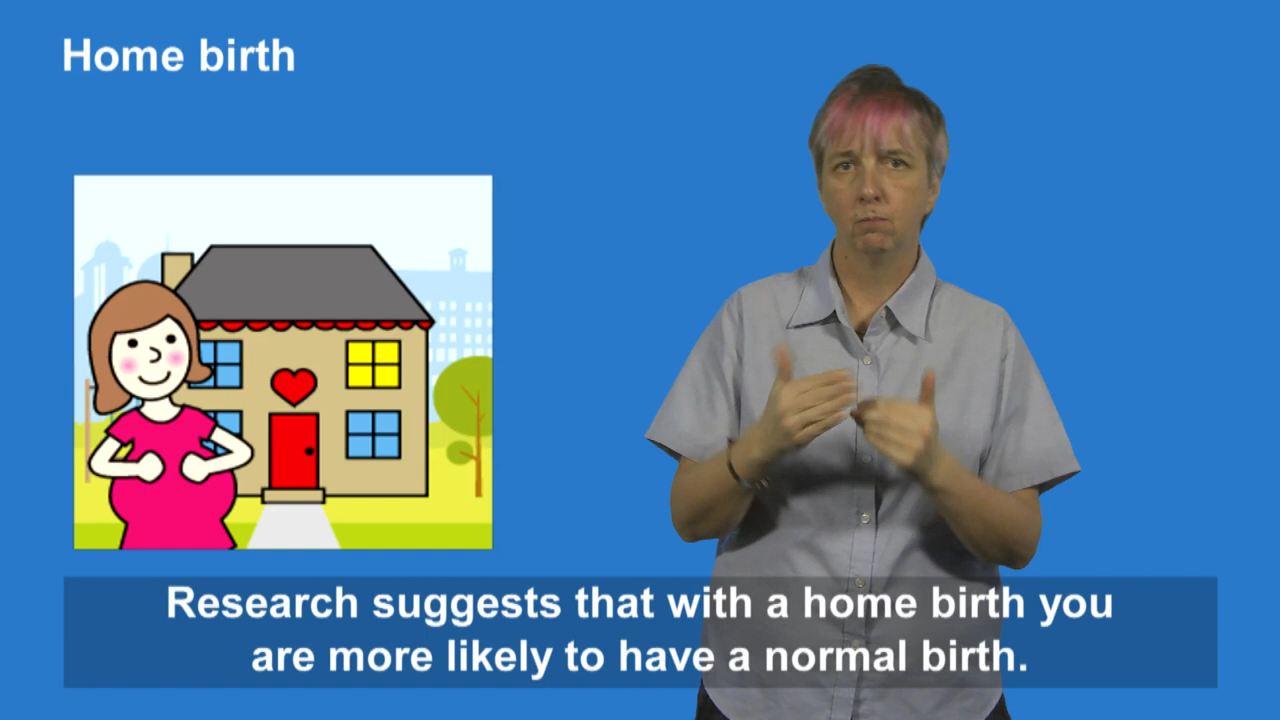 Home birth
Research suggests that with a home birth you
are more likely to have a normal birth.